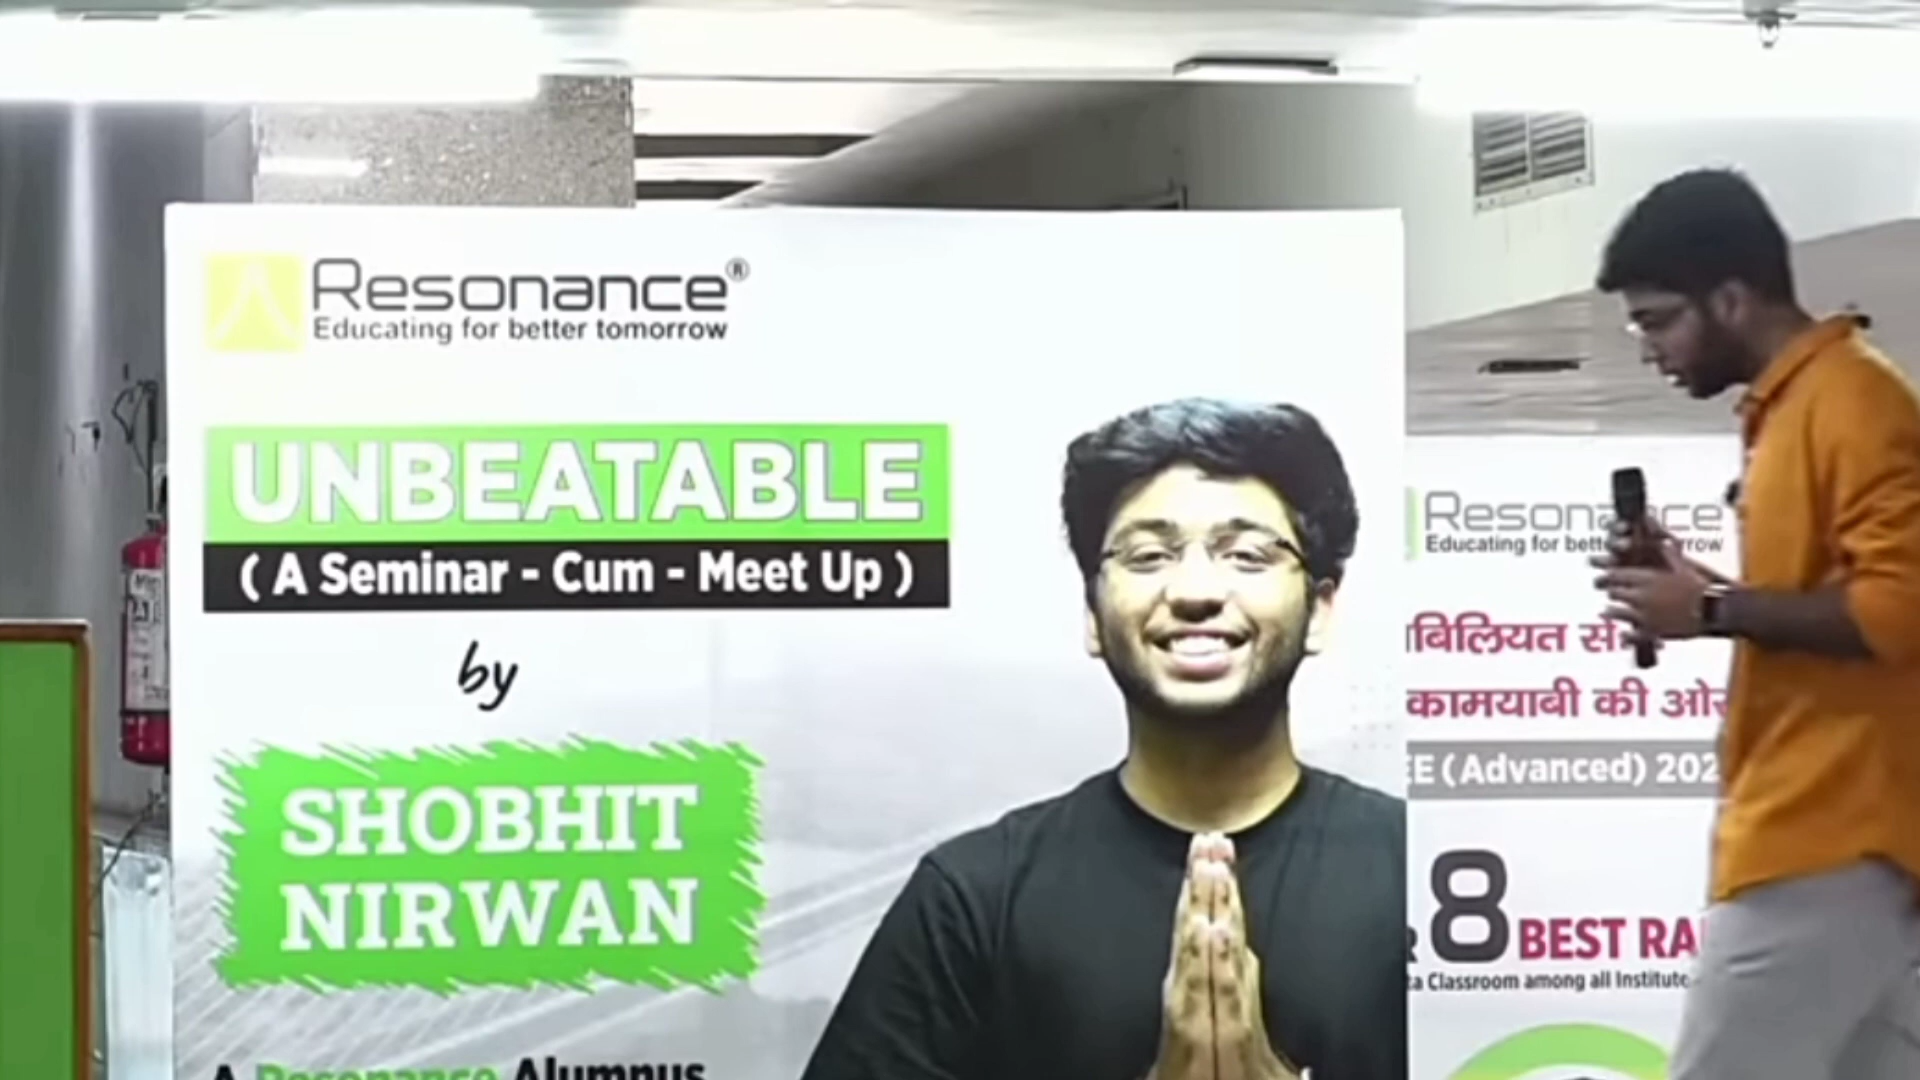 Resonance®
Educating for better tomorrow
UNBEATABLE
( A Seminar - Cum - Meet Up )
by
SHOBHIT
NIRWAN
A Resonance Alumnus
Resonance
Educating for
कामयाबी की
(Advanced)
8 BEST
Classroom among all